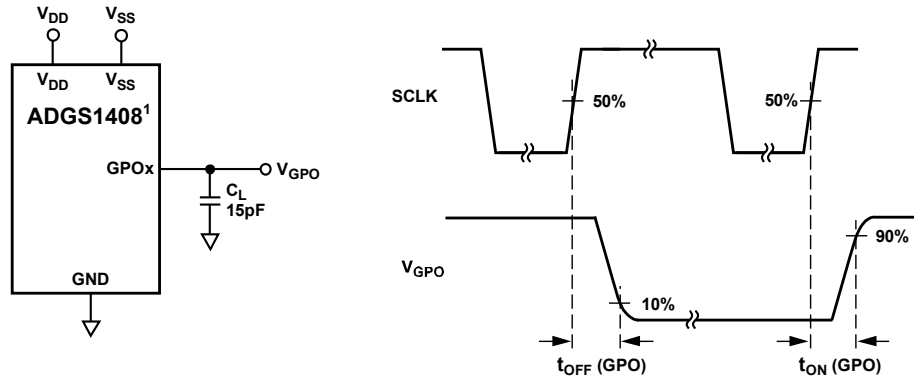 VDD
VSS
VDD
VSS
ADGS1408¹
GPOx
VGPO
CL
15pF
GND
SCLK
50%
50%
VGPO
10%
90%
tOFF (GPO)
tON (GPO)